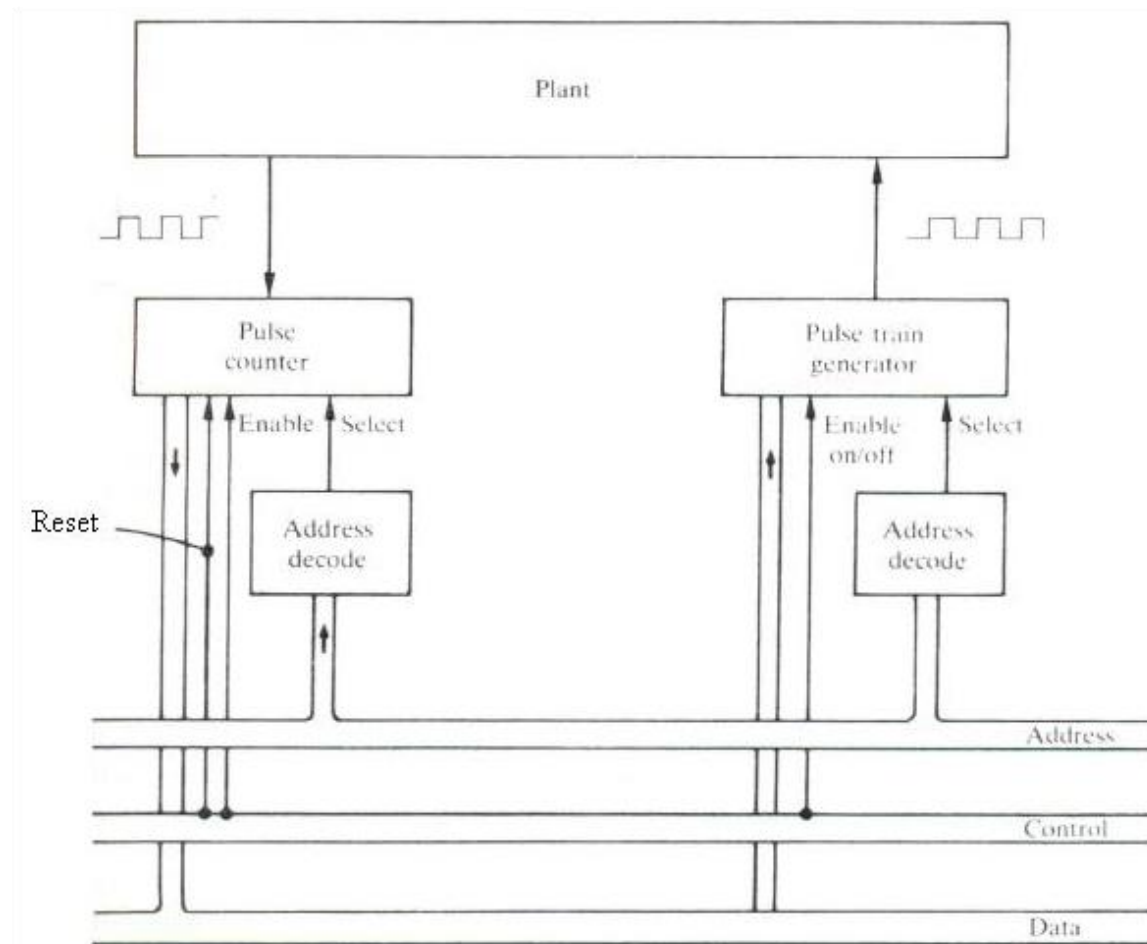 Plant
Pulse
counter
Pulse train
generator
Enable
Select
Enable
on/off
Select
Reset
Address
decode
Address
decode
Address
Control
Data